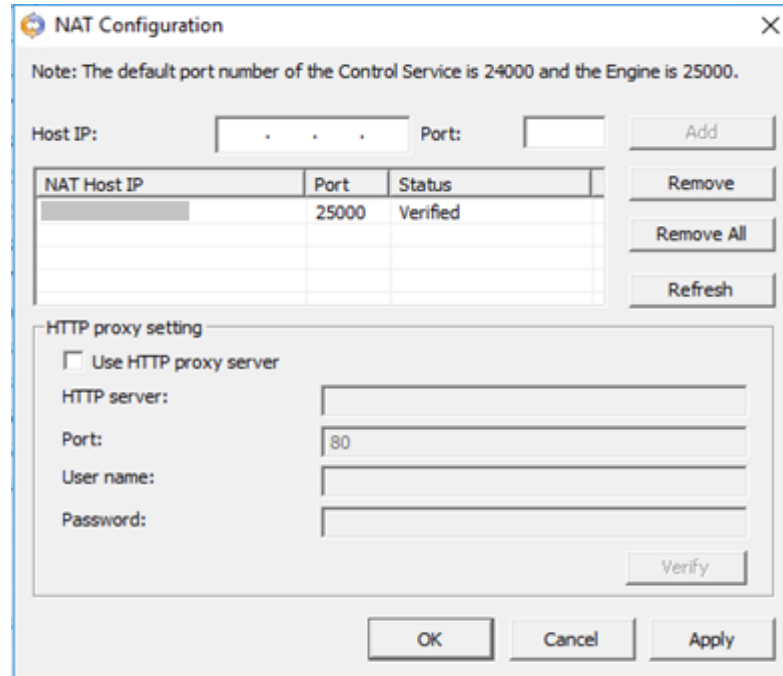 NAT Configuration
Note: The default port number of the Control Service is 24000 and the Engine is 25000.
Host IP: . . . Port: Add
NAT Host IP Port Status Remove
25000 Verified
Remove All
Refresh
HTTP proxy setting
Use HTTP proxy server
HTTP server:
Port: 80
User name:
Password:
Verify
OK Cancel Apply